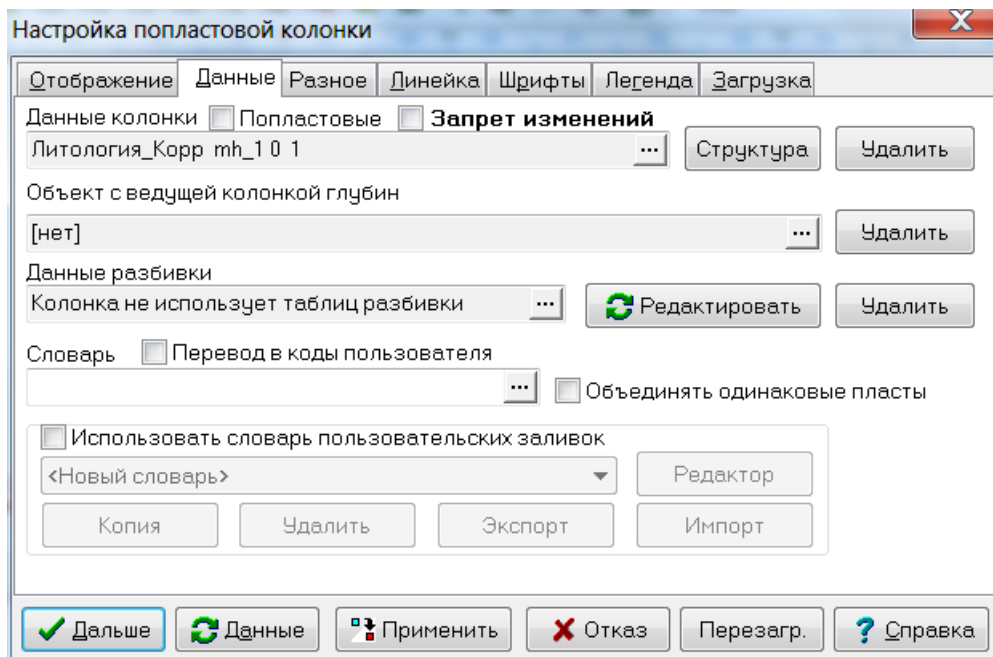 Настройка попластовой колонки
Отображение Данные Разное Линейка Шрифты Легенда Загрузка
Данные колонки Попластовые Запрет изменений
Литология_Корр mh_1 0 1 ... Структура Удалить
Объект с ведущей колонкой глубин
[нет] ... Удалить
Данные разбивки
Колонка не использует таблиц разбивки ... Редактировать Удалить
Словарь Перевод в коды пользователя
... Объединять одинаковые пласты
Использовать словарь пользовательских заливок
<Новый словарь> Редактор
Копия Удалить Экспорт Импорт
Дальше Данные Применить Отказ Перезагр. ? Справка